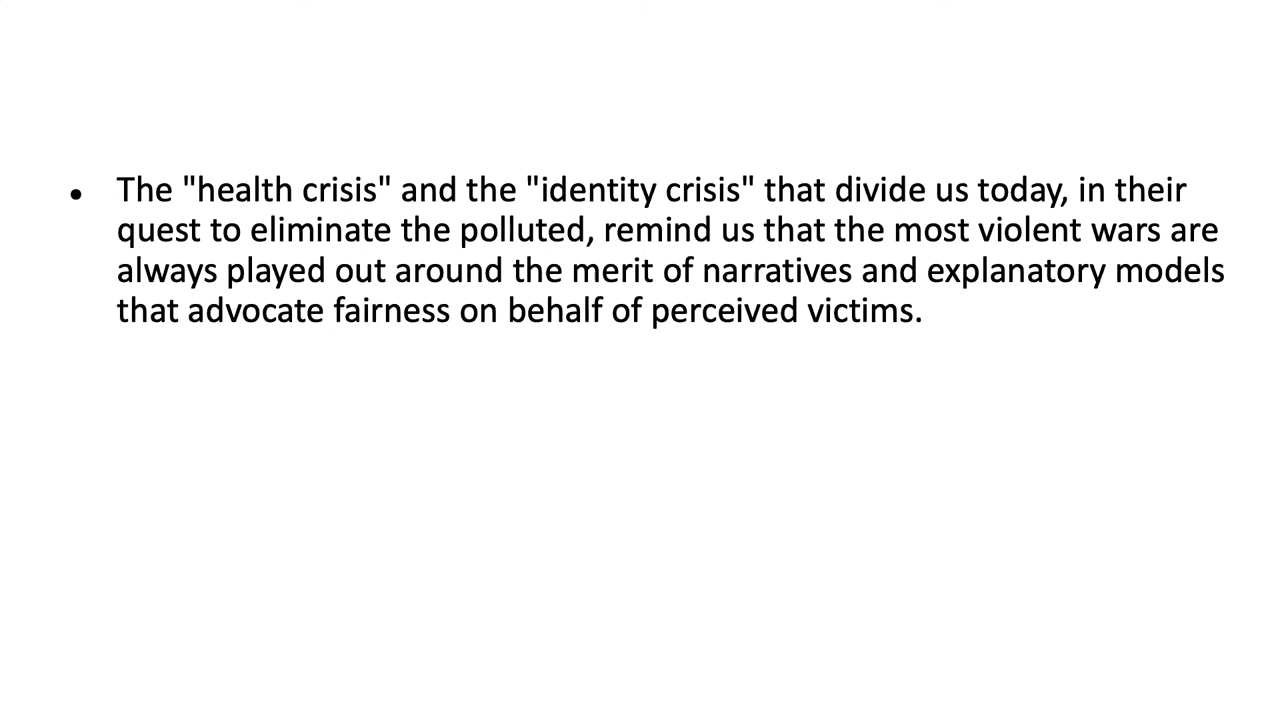 • The "health crisis" and the "identity crisis" that divide us today, in their
quest to eliminate the polluted, remind us that the most violent wars are
always played out around the merit of narratives and explanatory models
that advocate fairness on behalf of perceived victims.